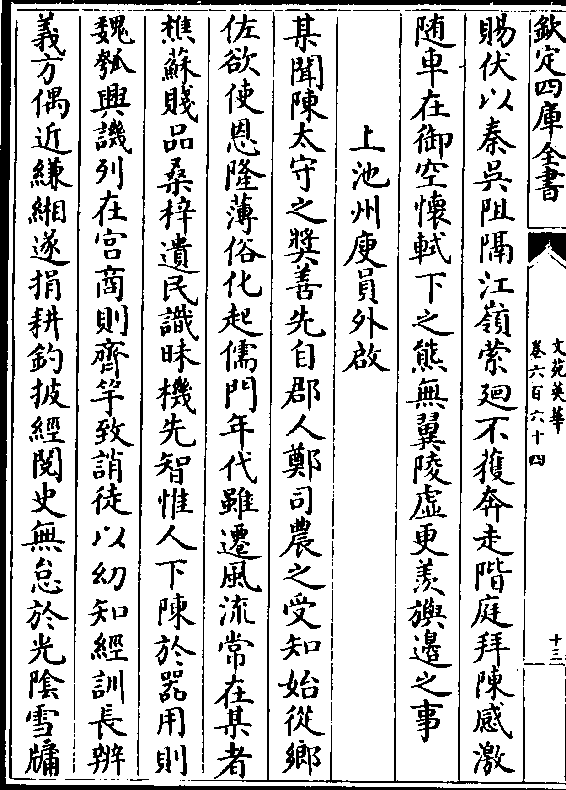 欽定四庫全書
文苑英華
卷六百六十四
十三
賜伏以秦吳阻隔江嶺縈廻不獲奔走階庭拜陳感激
随車在御空懐軾下之熊無翼陵虛更羨旟邉之事
上池州庾員外啟
某聞陳太守之奬善先自郡人鄭司農之受知始從鄉
佐欲使恩隆薄俗化起儒門年代雖遷風流常在某者
樵蘇賤品桑梓遺民識昧機先智惟人下陳於器用則
魏瓠興譏列在宫商則齊竽致誚徒以幼知經訓長辨
義方偶近縑緗遂捐耕釣披經閱史無怠於光隂雪牖